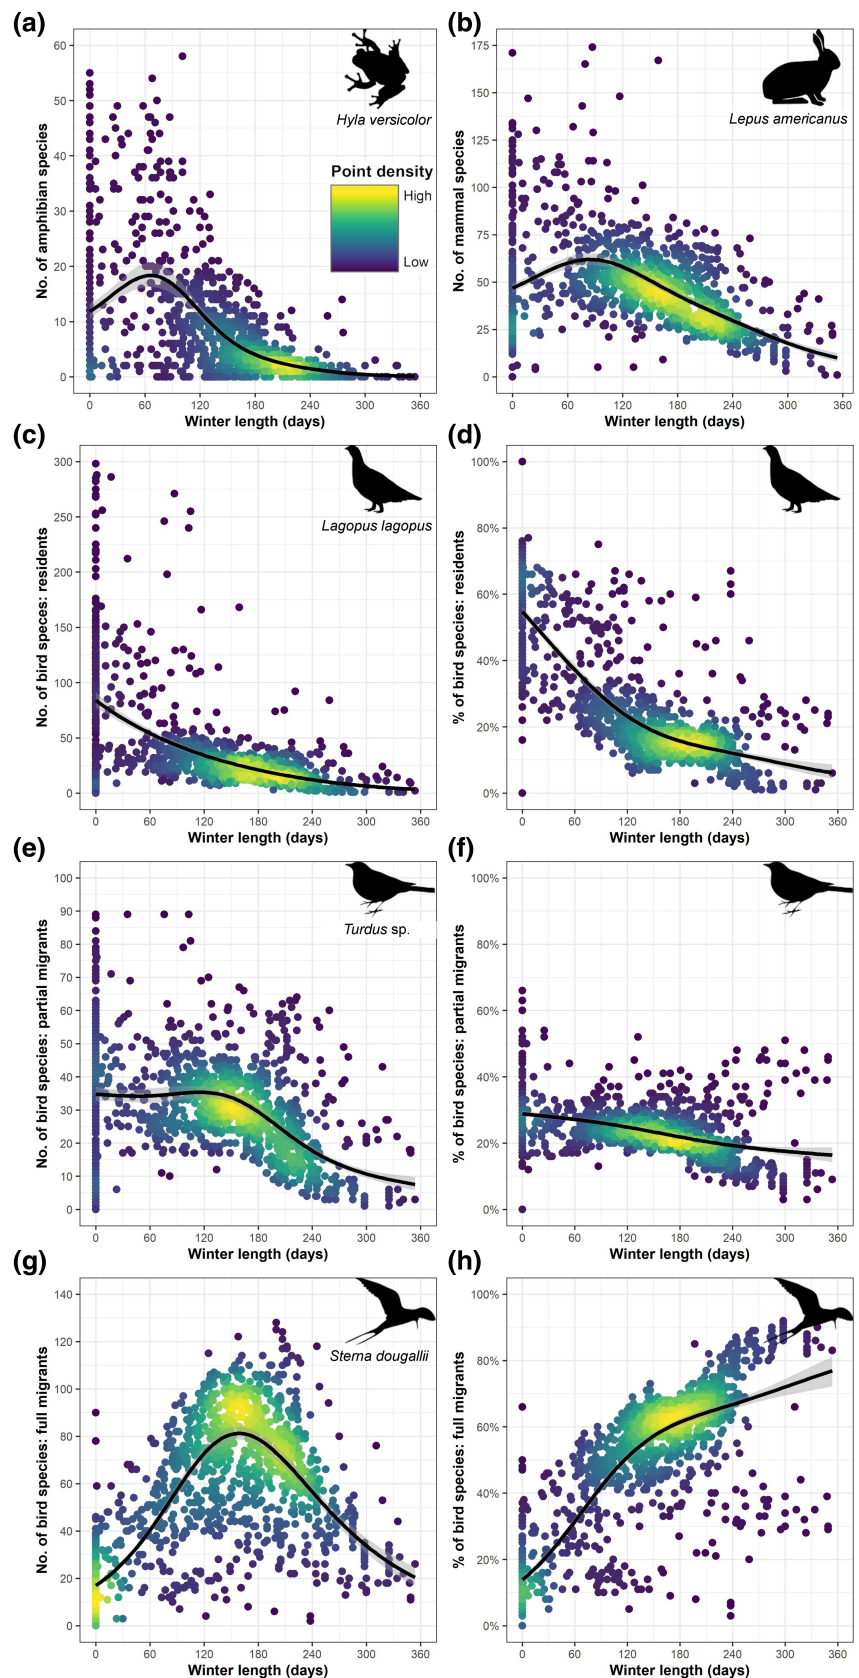 (a)
(b)
No. of amphibian species
60
50
40
30
20
10
0
0 60 120 180 240 300 360
Winter length (days)
Hyla versicolor
Point density
High
Low
No. of mammal species
175
150
125
100
75
50
25
0
0 60 120 180 240 300 360
Winter length (days)
Lepus americanus
(c)
(d)
No. of bird speces: residents
300
250
200
150
100
50
0
0 60 120 180 240 300 360
Winter length (days)
Lagopus lagopus
% of bird species: residents
100%
80%
60%
40%
20%
0%
0 60 120 180 240 300 360
Winter length (days)
(e)
(f)
No. of bird species: partial migrants
100
90
80
70
60
50
40
30
20
10
0
0 60 120 180 240 300 360
Winter length (days)
Turdus sp.
% of bird species: partial migrants
100%
80%
60%
40%
20%
0%
0 60 120 180 240 300 360
Winter length (days)
(g)
(h)
No. of bird species: full migrants
140
120
100
80
60
40
20
0
0 60 120 180 240 300 360
Winter length (days)
Sterna dougallii
% of bird species: full migrants
100%
80%
60%
40%
20%
0%
0 60 120 180 240 300 360
Winter length (days)